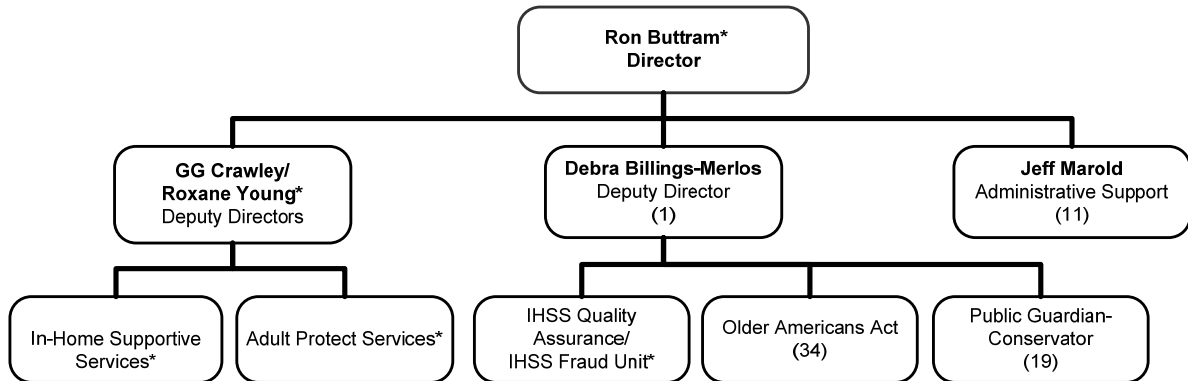 Ron Buttram*
Director
GG Crawley/
Roxane Young*
Deputy Directors
Debra Billings-Merlos
Deputy Director
(1)
Jeff Marold
Administrative Support
(11)
In-Home Supportive
Services*
Adult Protect Services*
IHSS Quality
Assurance/
IHSS Fraud Unit*
Older Americans Act
(34)
Public Guardian-
Conservator
(19)